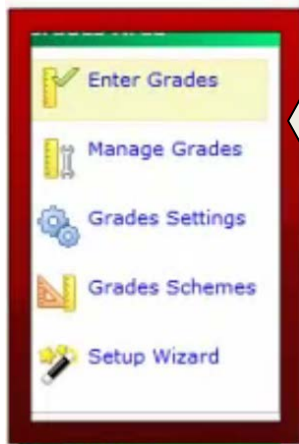 Enter Grades
Manage Grades
Grades Settings
Grades Schemes
Setup Wizard